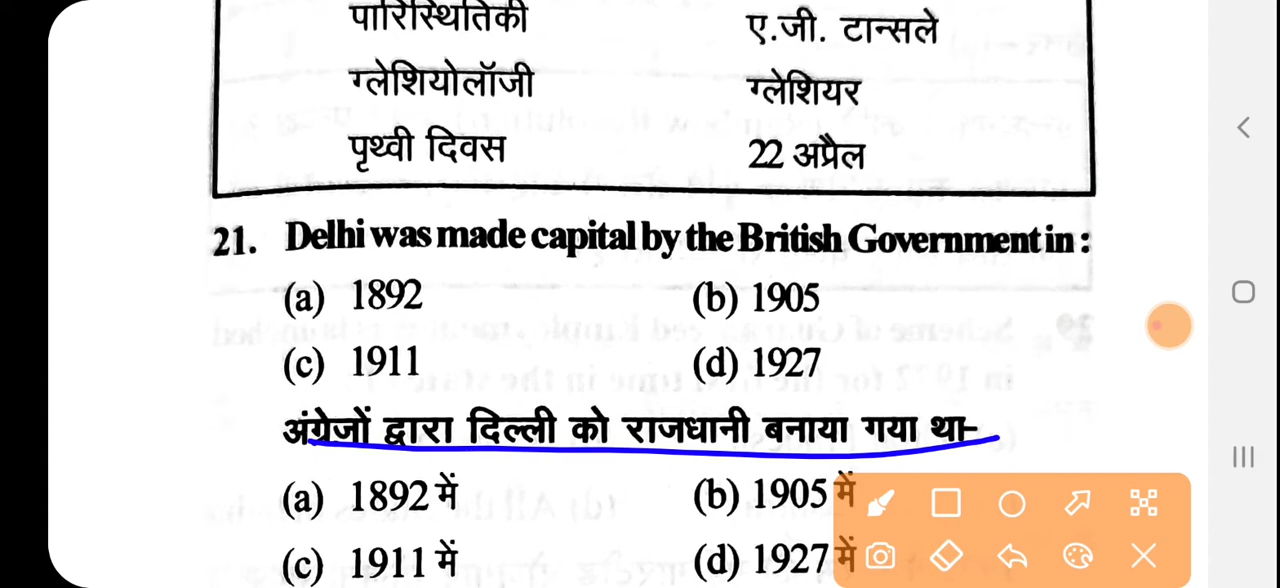 पारिस्थितिकी ए.जी. टान्सले
ग्लेशियोलॉजी ग्लेशियर
पृथ्वी दिवस 22 अप्रैल
21. Delhi was made capital by the British Government in :
(a) 1892 (b) 1905
(c) 1911 (d) 1927
अंग्रेजों द्वारा दिल्ली को राजधानी बनाया गया था-
(a) 1892 में (b) 1905 में
(c) 1911 में (d) 1927 में